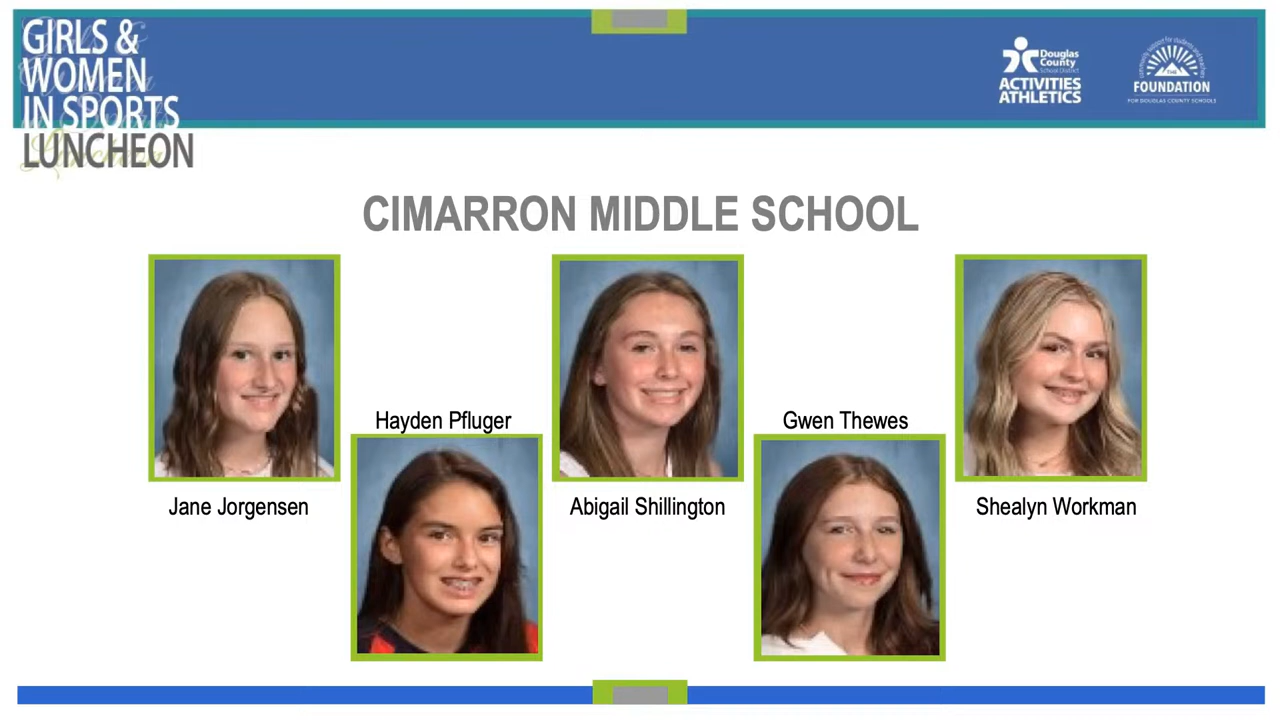 GIRLS &
WOMEN
IN SPORTS
LUNCHEON
Douglas
County
School District
ACTIVITIES
ATHLETICS
THE
FOUNDATION
FOR DOUGLAS COUNTY SCHOOLS
CIMARRON MIDDLE SCHOOL
Hayden Pfluger
Gwen Thewes
Jane Jorgensen
Abigail Shillington
Shealyn Workman